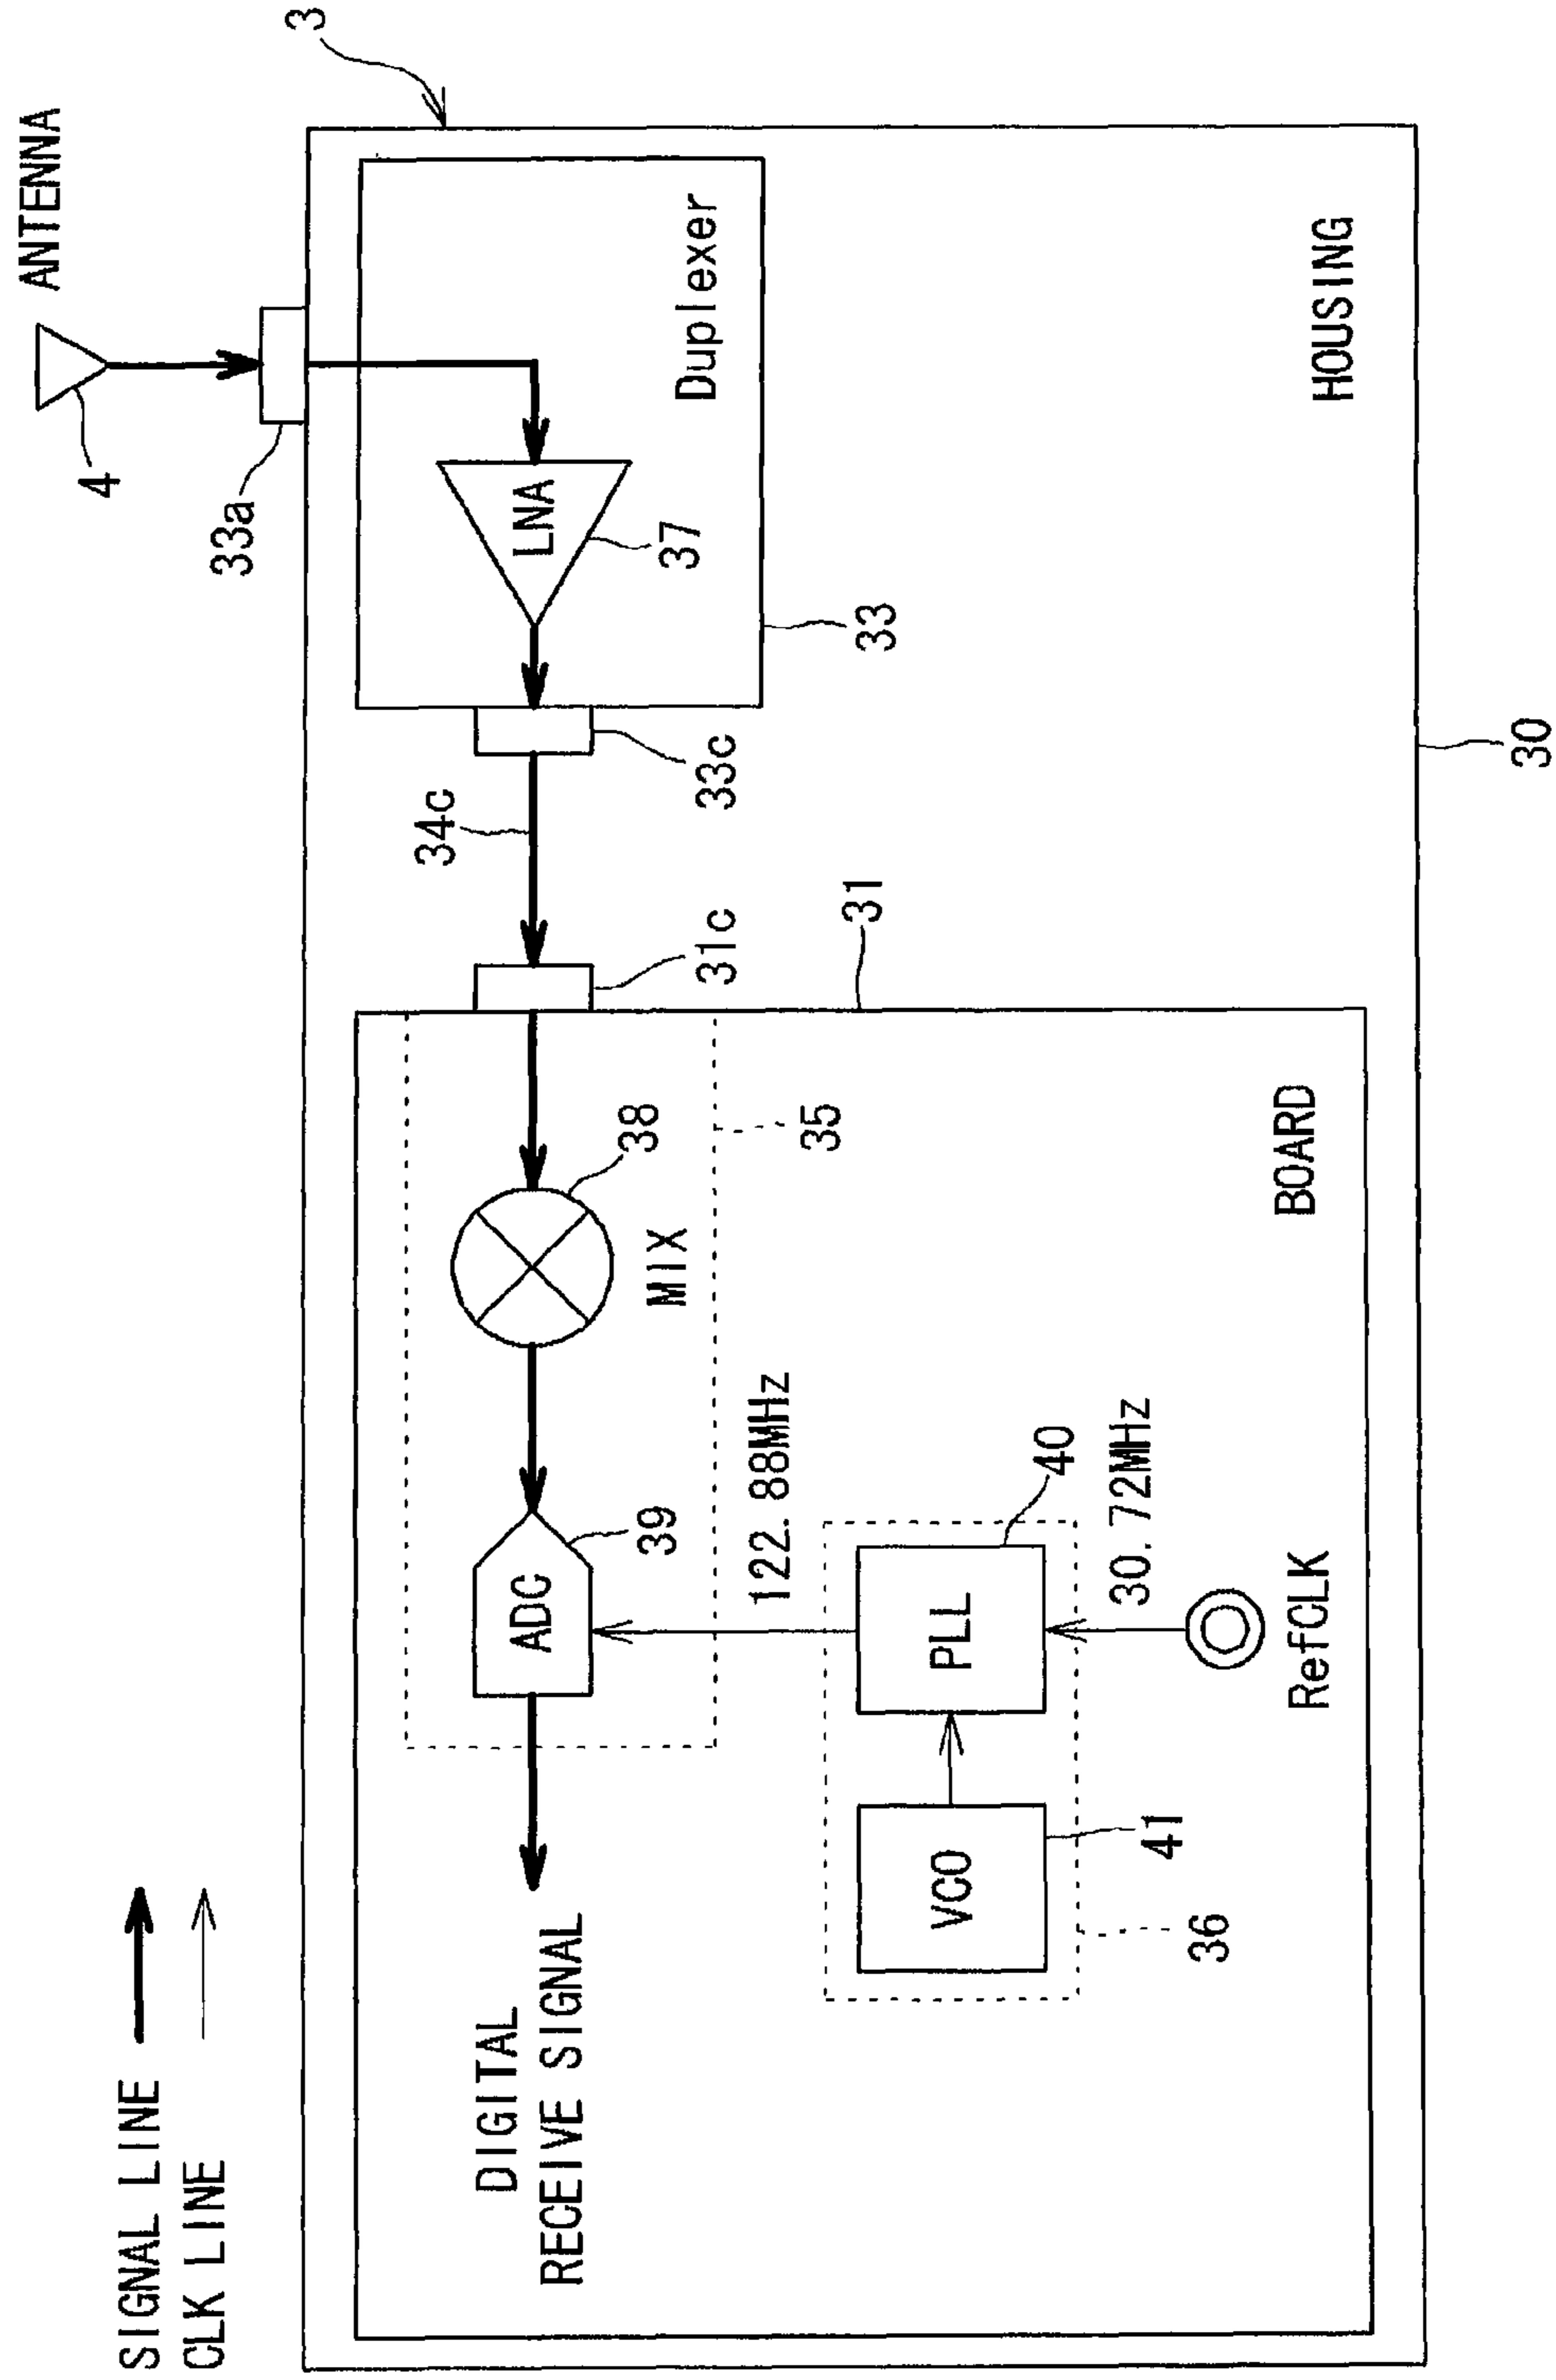 SIGNAL LINE
CLK LINE
ANTENNA
4
33a
3
DIGITAL
RECEIVE SIGNAL
ADC
39
MIX
38
31c
34c
33c
LNA
37
Duplexer
33
35
31
122.88MHz
VCO
41
PLL
40
36
30.72MHz
RefCLK
BOARD
HOUSING
30